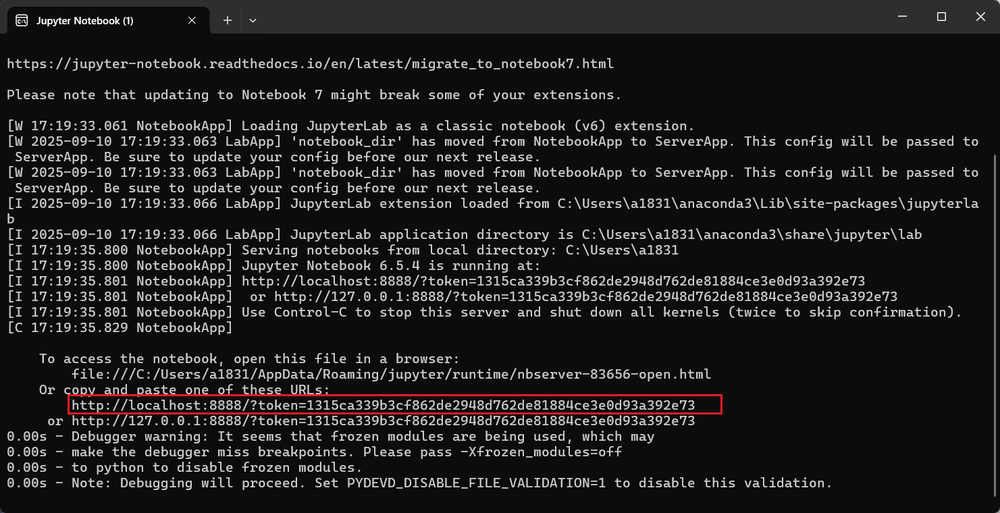 Jupyter Notebook (1)
https://jupyter-notebook.readthedocs.io/en/latest/migrate_to_notebook7.html
Please note that updating to Notebook 7 might break some of your extensions.
[W 17:19:33.061 NotebookApp] Loading JupyterLab as a classic notebook (v6) extension.
[W 2025-09-10 17:19:33.063 LabApp] 'notebook_dir' has moved from NotebookApp to ServerApp. This config will be passed to
ServerApp. Be sure to update your config before our next release.
[W 2025-09-10 17:19:33.063 LabApp] 'notebook_dir' has moved from NotebookApp to ServerApp. This config will be passed to
ServerApp. Be sure to update your config before our next release.
[I 2025-09-10 17:19:33.066 LabApp] JupyterLab extension loaded from C:\Users\a1831\anaconda3\Lib\site-packages\jupyterla
b
[I 2025-09-10 17:19:33.066 LabApp] JupyterLab application directory is C:\Users\a1831\anaconda3\share\jupyter\lab
[I 17:19:35.800 NotebookApp] Serving notebooks from local directory: C:\Users\a1831
[I 17:19:35.800 NotebookApp] Jupyter Notebook 6.5.4 is running at:
[I 17:19:35.801 NotebookApp] http://localhost:8888/?token=1315ca339b3cf862de2948d762de81884ce3e0d93a392e73
[I 17:19:35.801 NotebookApp]  or http://127.0.0.1:8888/?token=1315ca339b3cf862de2948d762de81884ce3e0d93a392e73
[I 17:19:35.801 NotebookApp] Use Control-C to stop this server and shut down all kernels (twice to skip confirmation).
[C 17:19:35.829 NotebookApp]
To access the notebook, open this file in a browser:
file:///C:/Users/a1831/AppData/Roaming/jupyter/runtime/nbserver-83656-open.html
Or copy and paste one of these URLs:
http://localhost:8888/?token=1315ca339b3cf862de2948d762de81884ce3e0d93a392e73
or http://127.0.0.1:8888/?token=1315ca339b3cf862de2948d762de81884ce3e0d93a392e73
0.00s - Debugger warning: It seems that frozen modules are being used, which may
0.00s - make the debugger miss breakpoints. Please pass -Xfrozen_modules=off
0.00s - to python to disable frozen modules.
0.00s - Note: Debugging will proceed. Set PYDEVD_DISABLE_FILE_VALIDATION=1 to disable this validation.